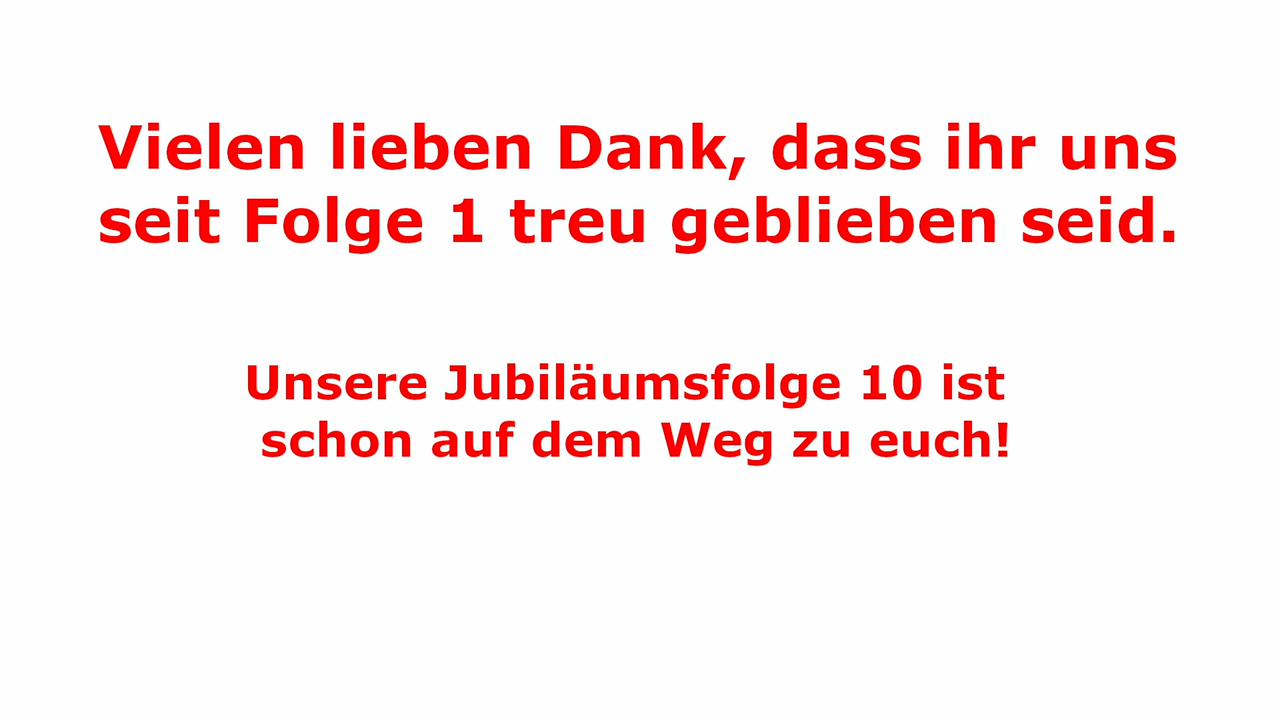 Vielen lieben Dank, dass ihr uns
seit Folge 1 treu geblieben seid.
Unsere Jubiläumsfolge 10 ist
schon auf dem Weg zu euch!